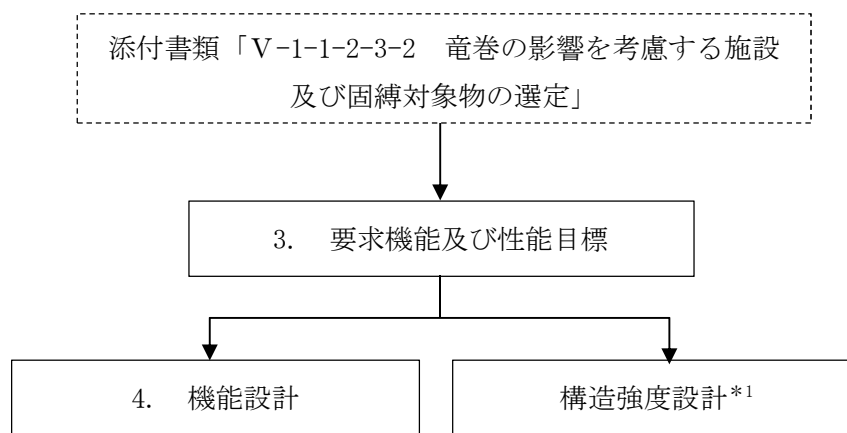 添付書類「Ⅴ-1-1-2-3-2　竜巻の影響を考慮する施設
及び固縛対象物の選定」
3.　要求機能及び性能目標
4.　機能設計
構造強度設計*1